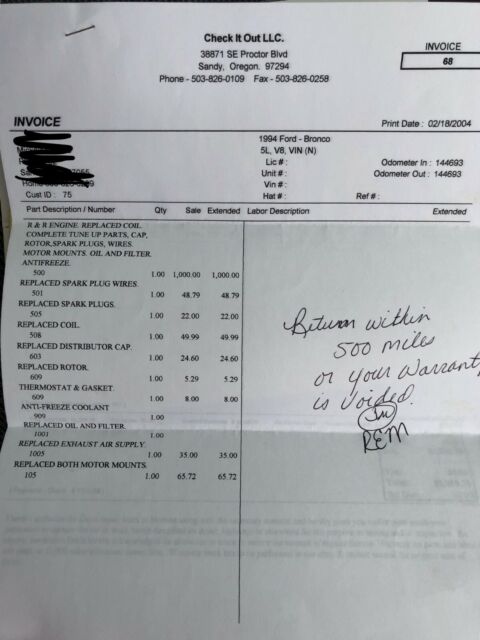 Check It Out LLC.
38871 SE Proctor Blvd
Sandy, Oregon. 97294
Phone - 503-826-0109 Fax - 503-826-0258
INVOICE
68
INVOICE
Print Date : 02/18/2004
1994 Ford - Bronco
5L, V8, VIN (N)
Lic # : Odometer In : 144693
Unit # : Odometer Out : 144693
Vin # :
Cust ID : 75 Hat # : Ref # :
Part Description / Number Qty Sale Extended Labor Description Extended
R & R ENGINE. REPLACED COIL.
COMPLETE TUNE UP PARTS, CAP,
ROTOR,SPARK PLUGS, WIRES.
MOTOR MOUNTS. OIL AND FILTER.
ANTIFREEZE.
500 1.00 1,000.00 1,000.00
REPLACED SPARK PLUG WIRES.
501 1.00 48.79 48.79
REPLACED SPARK PLUGS.
505 1.00 22.00 22.00
REPLACED COIL.
508 1.00 49.99 49.99
REPLACED DISTRIBUTOR CAP.
603 1.00 24.60 24.60
REPLACED ROTOR.
609 1.00 5.29 5.29
THERMOSTAT & GASKET.
609 1.00 8.00 8.00
ANTI-FREEZE COOLANT
909 1.00
REPLACED OIL AND FILTER.
1001 1.00
REPLACED EXHAUST AIR SUPPLY.
1005 1.00 35.00 35.00
REPLACED BOTH MOTOR MOUNTS.
105 1.00 65.72 65.72
Return within
500 miles
or your Warranty
is voided.
REM